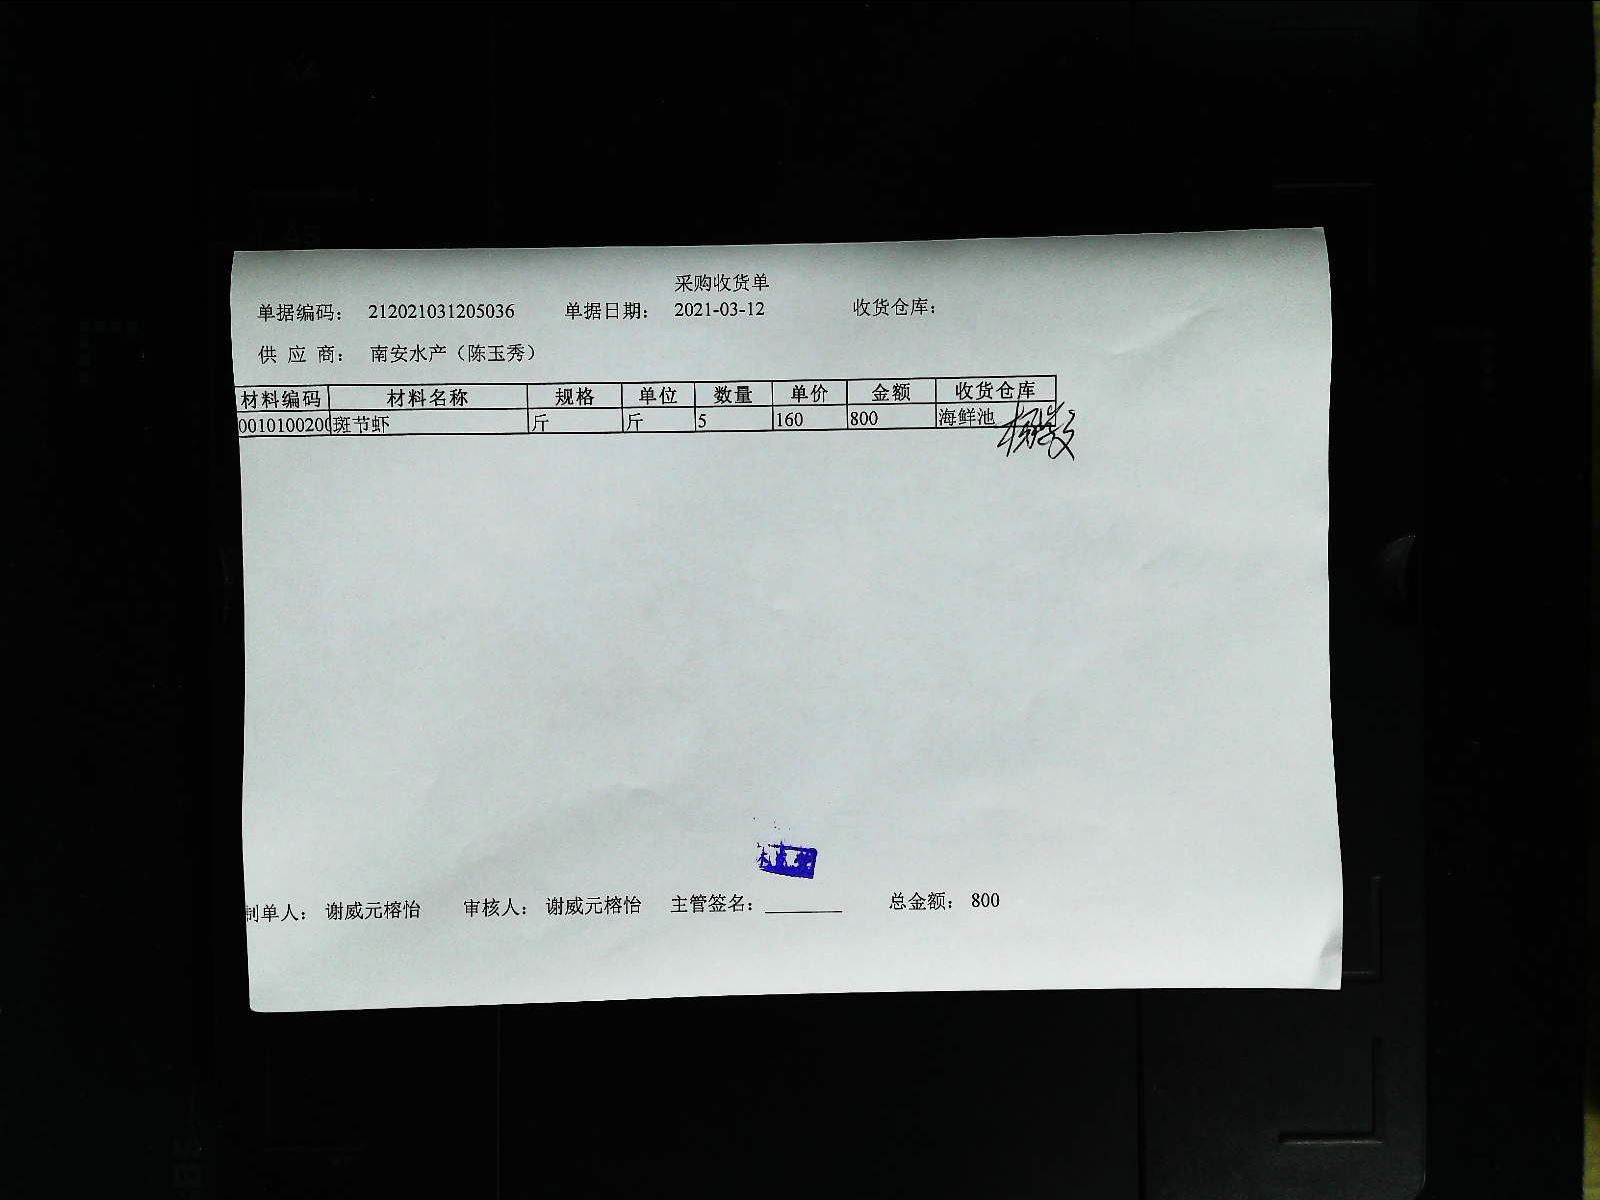 采购收货单
单据编码： 212021031205036 单据日期： 2021-03-12 收货仓库：
供 应 商： 南安水产（陈玉秀）
材料编码 材料名称 规格 单位 数量 单价 金额 收货仓库
0010100200 斑节虾 斤 斤 5 160 800 海鲜池
制单人： 谢威元榕怡 审核人： 谢威元榕怡 主管签名：________ 总金额： 800